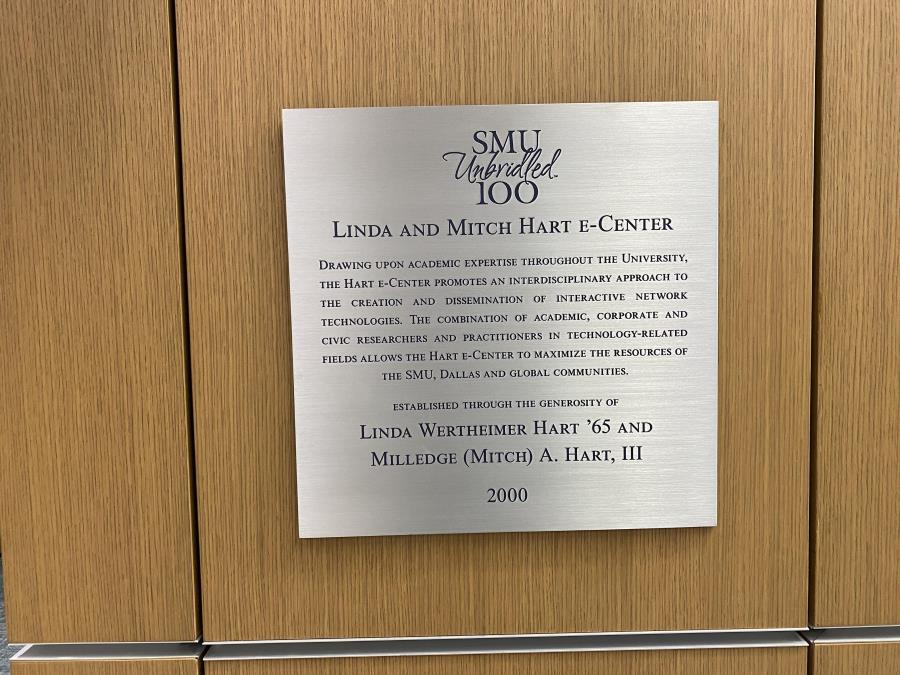 SMU
Unbridled™
100
Linda and Mitch Hart e-Center
Drawing upon academic expertise throughout the University,
the Hart e-Center promotes an interdisciplinary approach to
the creation and dissemination of interactive network
technologies. The combination of academic, corporate and
civic researchers and practitioners in technology-related
fields allows the Hart e-Center to maximize the resources of
the SMU, Dallas and global communities.
established through the generosity of
Linda Wertheimer Hart ’65 and
Milledge (Mitch) A. Hart, III
2000